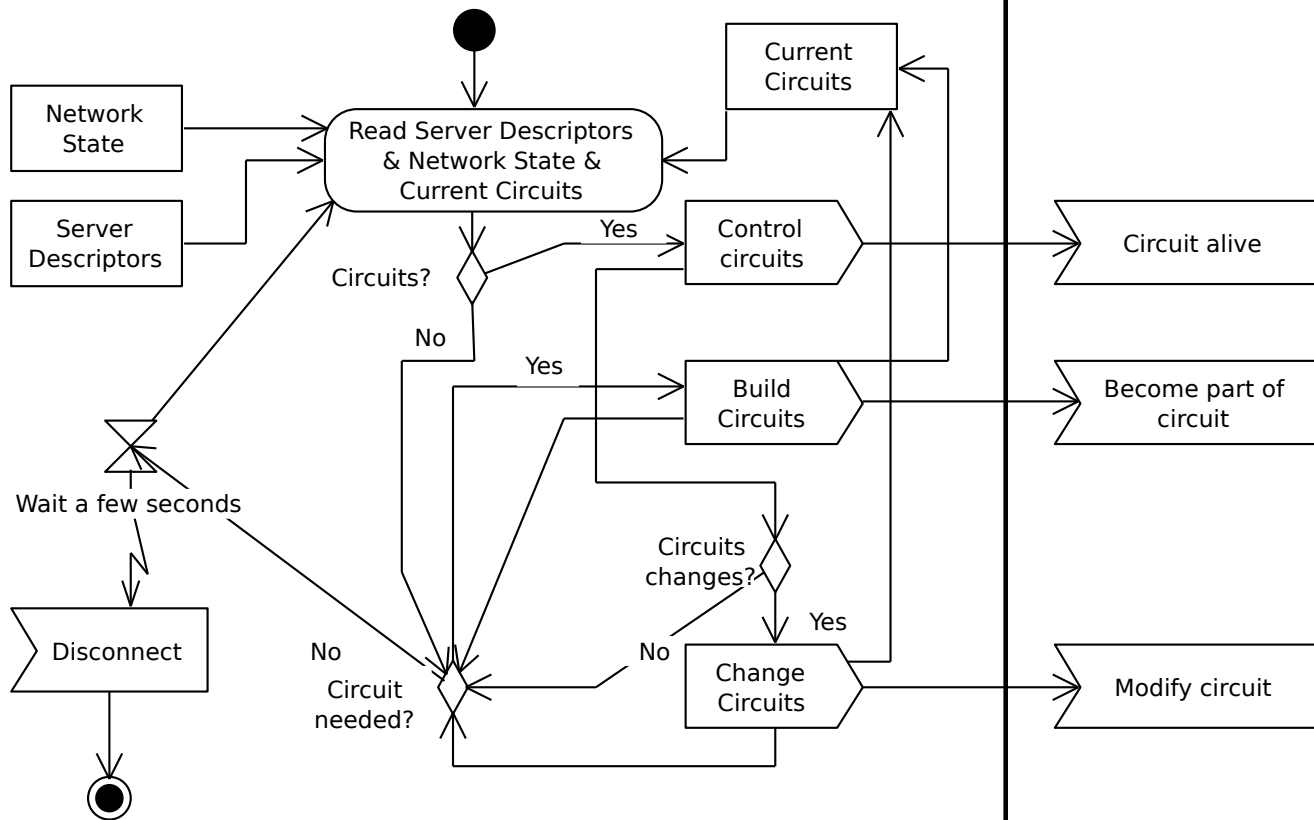 Current
Circuits
Network
State
Read Server Descriptors
& Network State &
Current Circuits
Server
Descriptors
Yes
Control
circuits
Circuit alive
Circuits?
No
Yes
Build
Circuits
Become part of
circuit
Wait a few seconds
Circuits
changes?
Yes
Disconnect
No
No
Circuit
needed?
Change
Circuits
Modify circuit